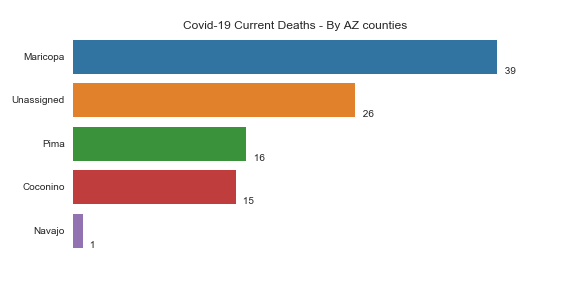 Covid-19 Current Deaths - By AZ counties
Maricopa
39
Unassigned
26
Pima
16
Coconino
15
Navajo
1